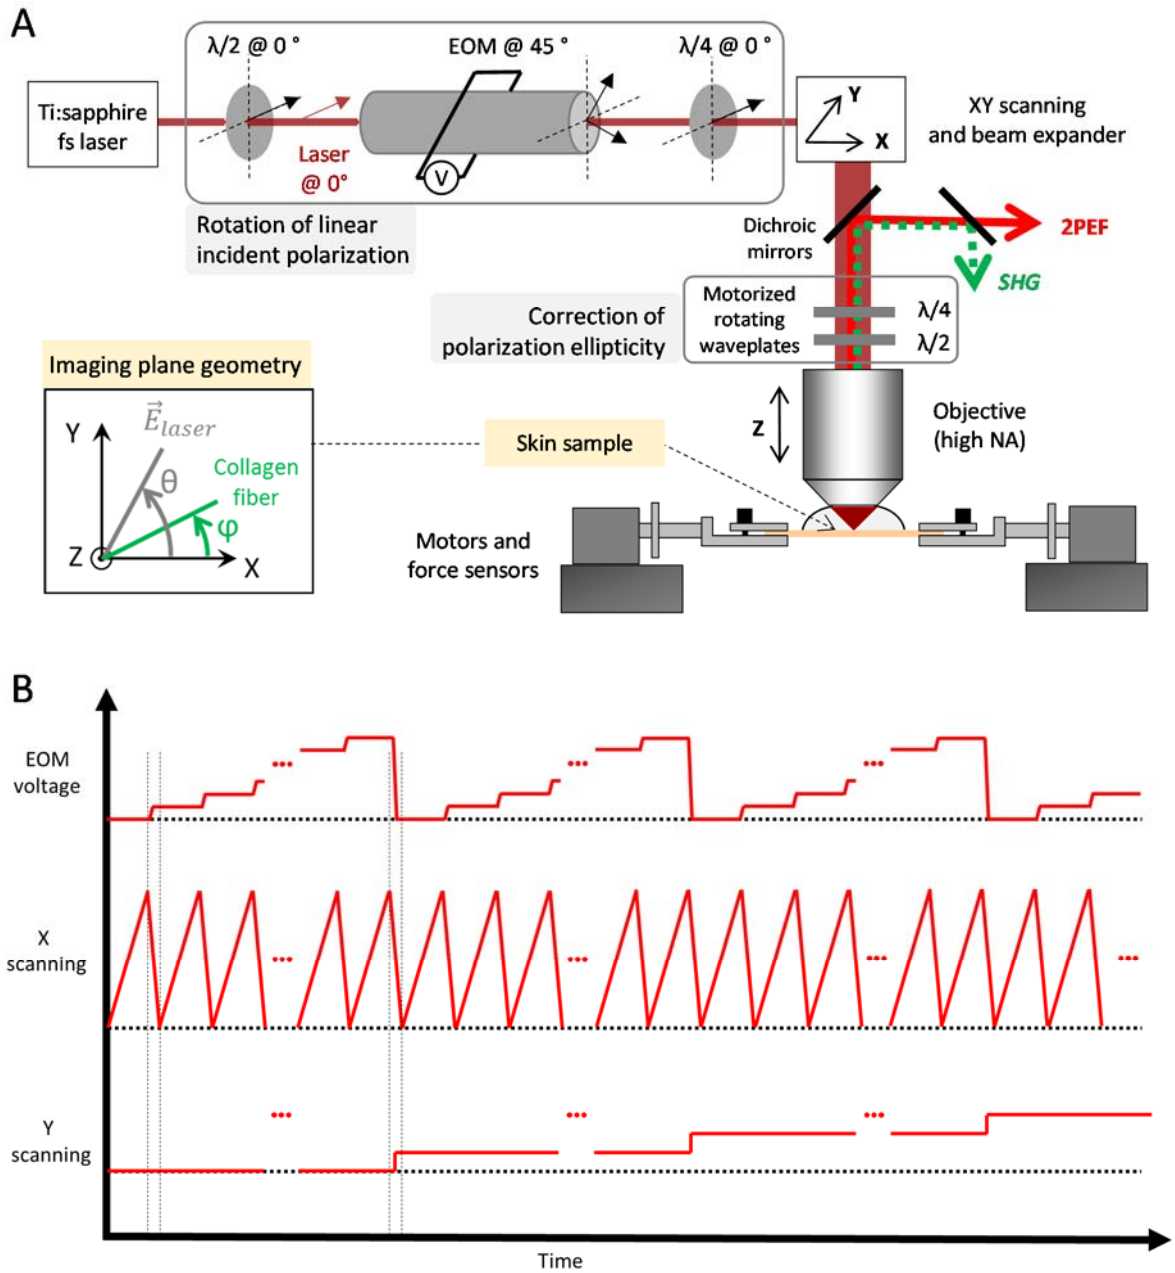 A
λ/2 @ 0 °
EOM @ 45 °
λ/4 @ 0 °
Ti:sapphire
fs laser
Laser
@ 0°
V
Y
X
XY scanning
and beam expander
Rotation of linear
incident polarization
Dichroic
mirrors
2PEF
SHG
Correction of
polarization ellipticity
Motorized
rotating
waveplates
λ/4
λ/2
Imaging plane geometry
Y
E laser
θ
Collagen
fiber
φ
Z
X
Skin sample
Z
Objective
(high NA)
Motors and
force sensors
B
EOM
voltage
...
...
...
X
scanning
...
...
...
...
Y
scanning
...
...
...
Time